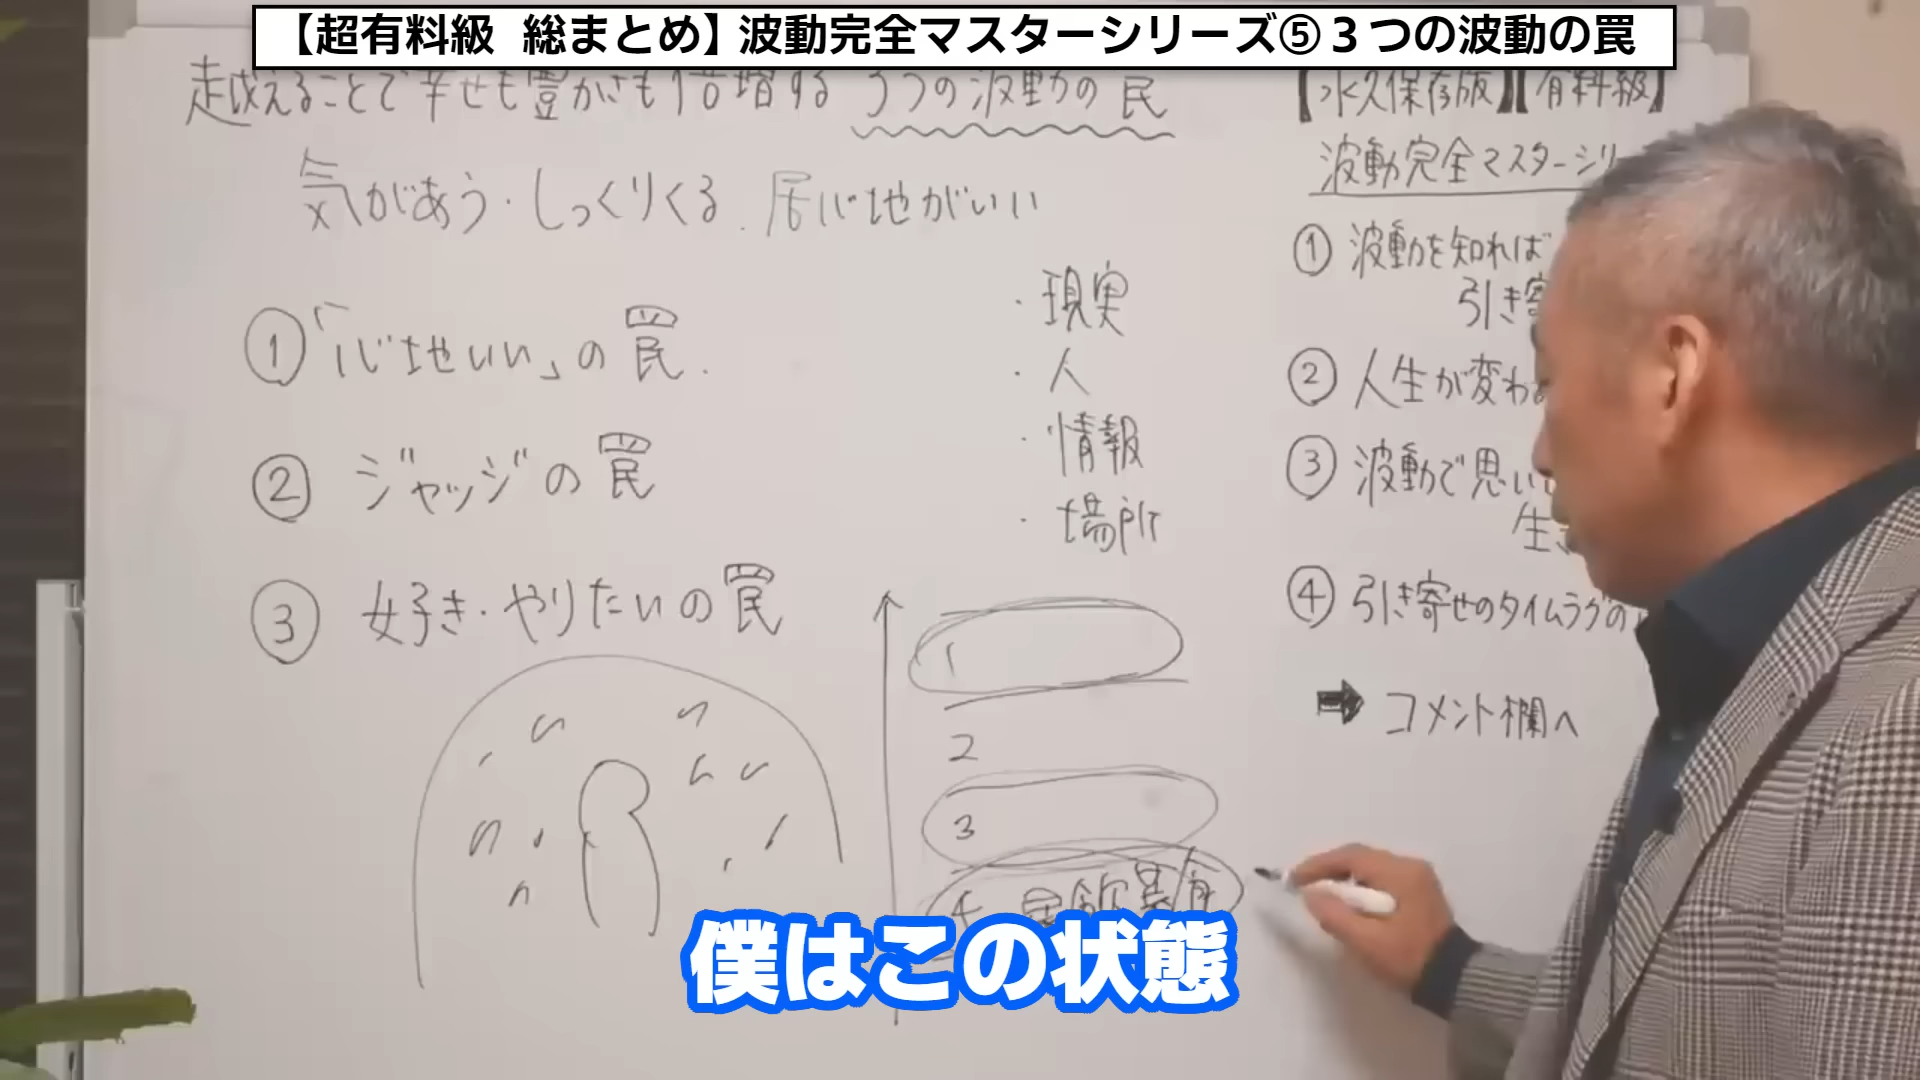 【超有料級 総まとめ】波動完全マスターシリーズ⑤３つの波動の罠
走越えることで幸せも豊かさも倍増する 3つの波動の罠
気があう・しっくりくる.居心地がいい
①「心地いい」の罠.
② ジャッジの罠
③ 好き・やりたいの罠
・現実
・人
・情報
・場所
1
2
3
4 暴飲暴食
【永久保存版】【有料級】
波動完全マスターシリ
① 波動を知れば
引き寄
② 人生が変わ
③ 波動で思い
生き
④ 引き寄せのタイムラグの
➡ コメント欄へ
僕はこの状態